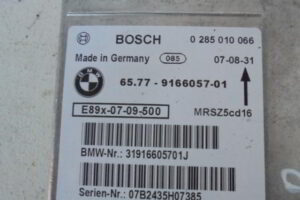 BOSCH 0 285 010 066
Made in Germany 085 07-08-31
BMW 65.77 - 9166057-01
E89x-07-09-500 MRSZ5cd16
BMW-Nr.: 31916605701J
Serien-Nr.: 07B2435H07385